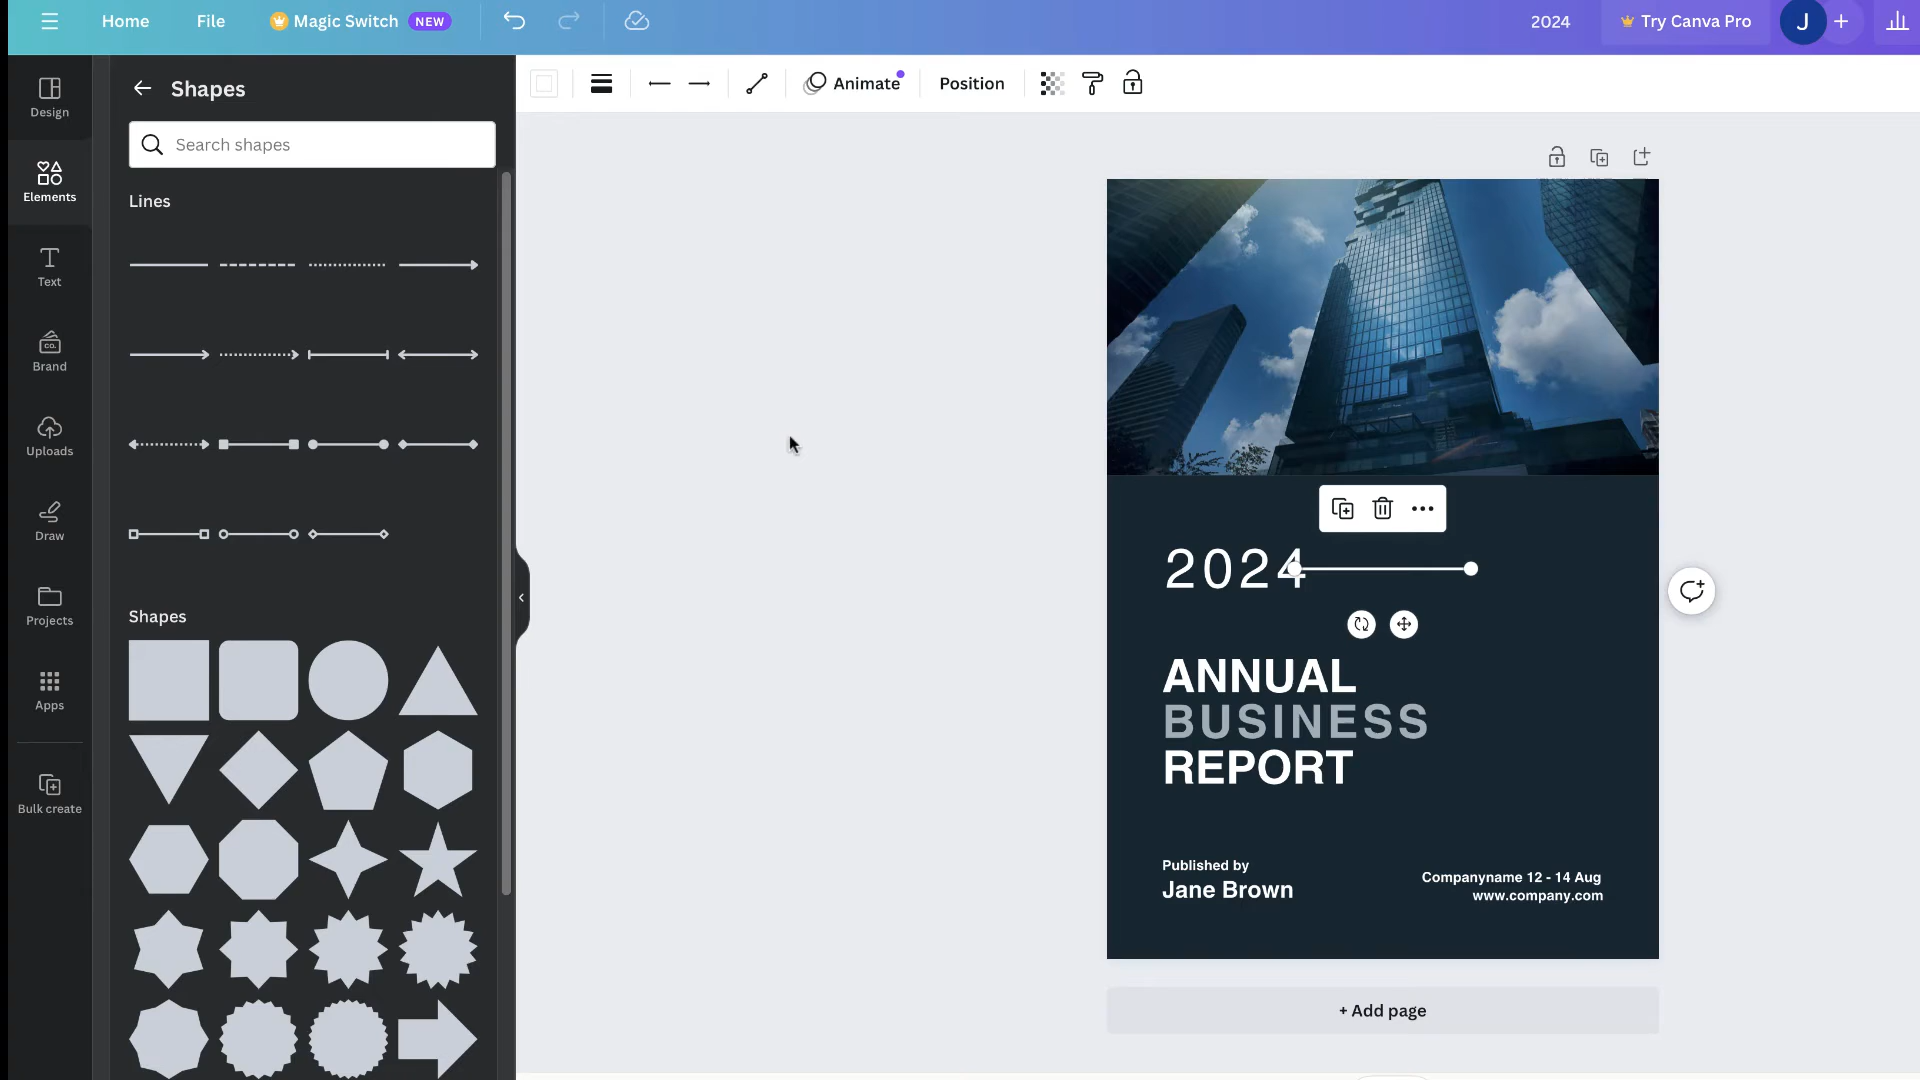 Home File Magic Switch NEW 2024 Try Canva Pro J
Design
Elements
Text
CO.
Brand
Uploads
Draw
Projects
Apps
Bulk create
Shapes
Search shapes
Lines
Shapes
Animate Position
2024
ANNUAL
BUSINESS
REPORT
Published by
Jane Brown
Companyname 12 - 14 Aug
www.company.com
+ Add page